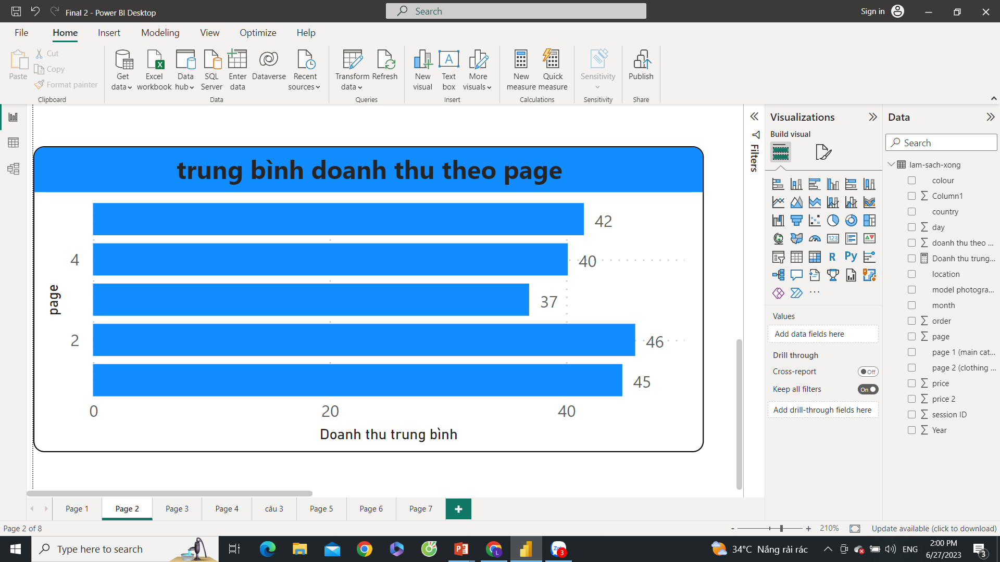 Final 2 - Power BI Desktop
Search
Sign in
File Home Insert Modeling View Optimize Help
Paste
Cut
Copy
Format painter
Clipboard
Get data
Excel workbook
Data hub
SQL Server
Enter data
Dataverse
Recent sources
Data
Transform data
Refresh
Queries
New visual
Text box
More visuals
Insert
New measure
Quick measure
Calculations
Sensitivity
Sensitivity
Publish
Share
trung bình doanh thu theo page
42
4
40
37
page
2
46
45
0 20 40
Doanh thu trung bình
Filters
Visualizations
Build visual
123
R
Py
Values
Add data fields here
Drill through
Cross-report
Off
Keep all filters
On
Add drill-through fields here
Data
Search
lam-sach-xong
colour
Column1
country
day
doanh thu theo ...
Doanh thu trung...
location
model photogra...
month
order
page
page 1 (main cat...
page 2 (clothing ...
price
price 2
session ID
Year
Page 1 Page 2 Page 3 Page 4 câu 3 Page 5 Page 6 Page 7
Page 2 of 8
- + 210%
Update available (click to download)
Type here to search
3
34°C Nắng rải rác
ENG
2:00 PM
6/27/2023
3